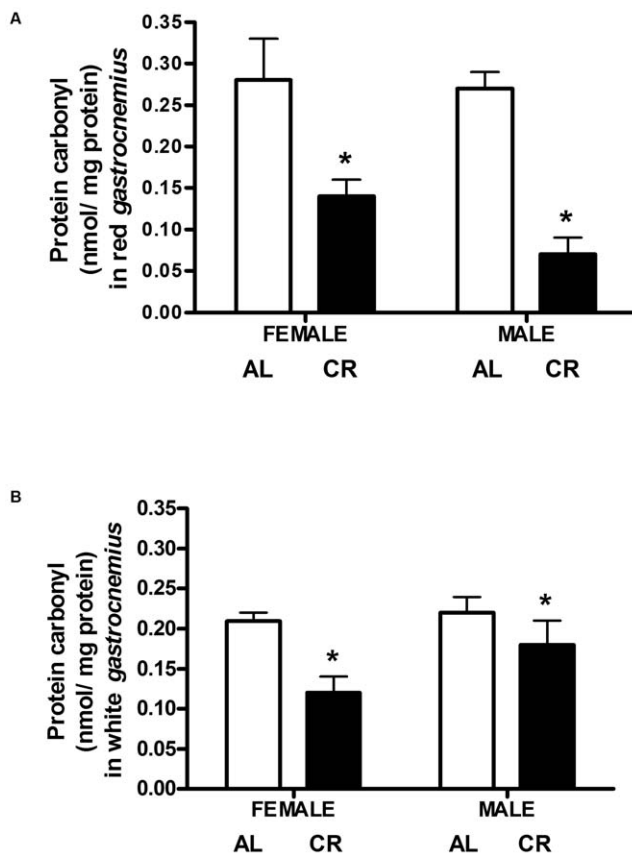 A
Protein carbonyl
(nmol/ mg protein)
in red gastrocnemius
0.35
0.30
0.25
0.20
0.15
0.10
0.05
0.00
*
*
FEMALE
MALE
AL
CR
AL
CR
B
Protein carbonyl
(nmol/ mg protein)
in white gastrocnemius
0.35
0.30
0.25
0.20
0.15
0.10
0.05
0.00
*
*
FEMALE
MALE
AL
CR
AL
CR